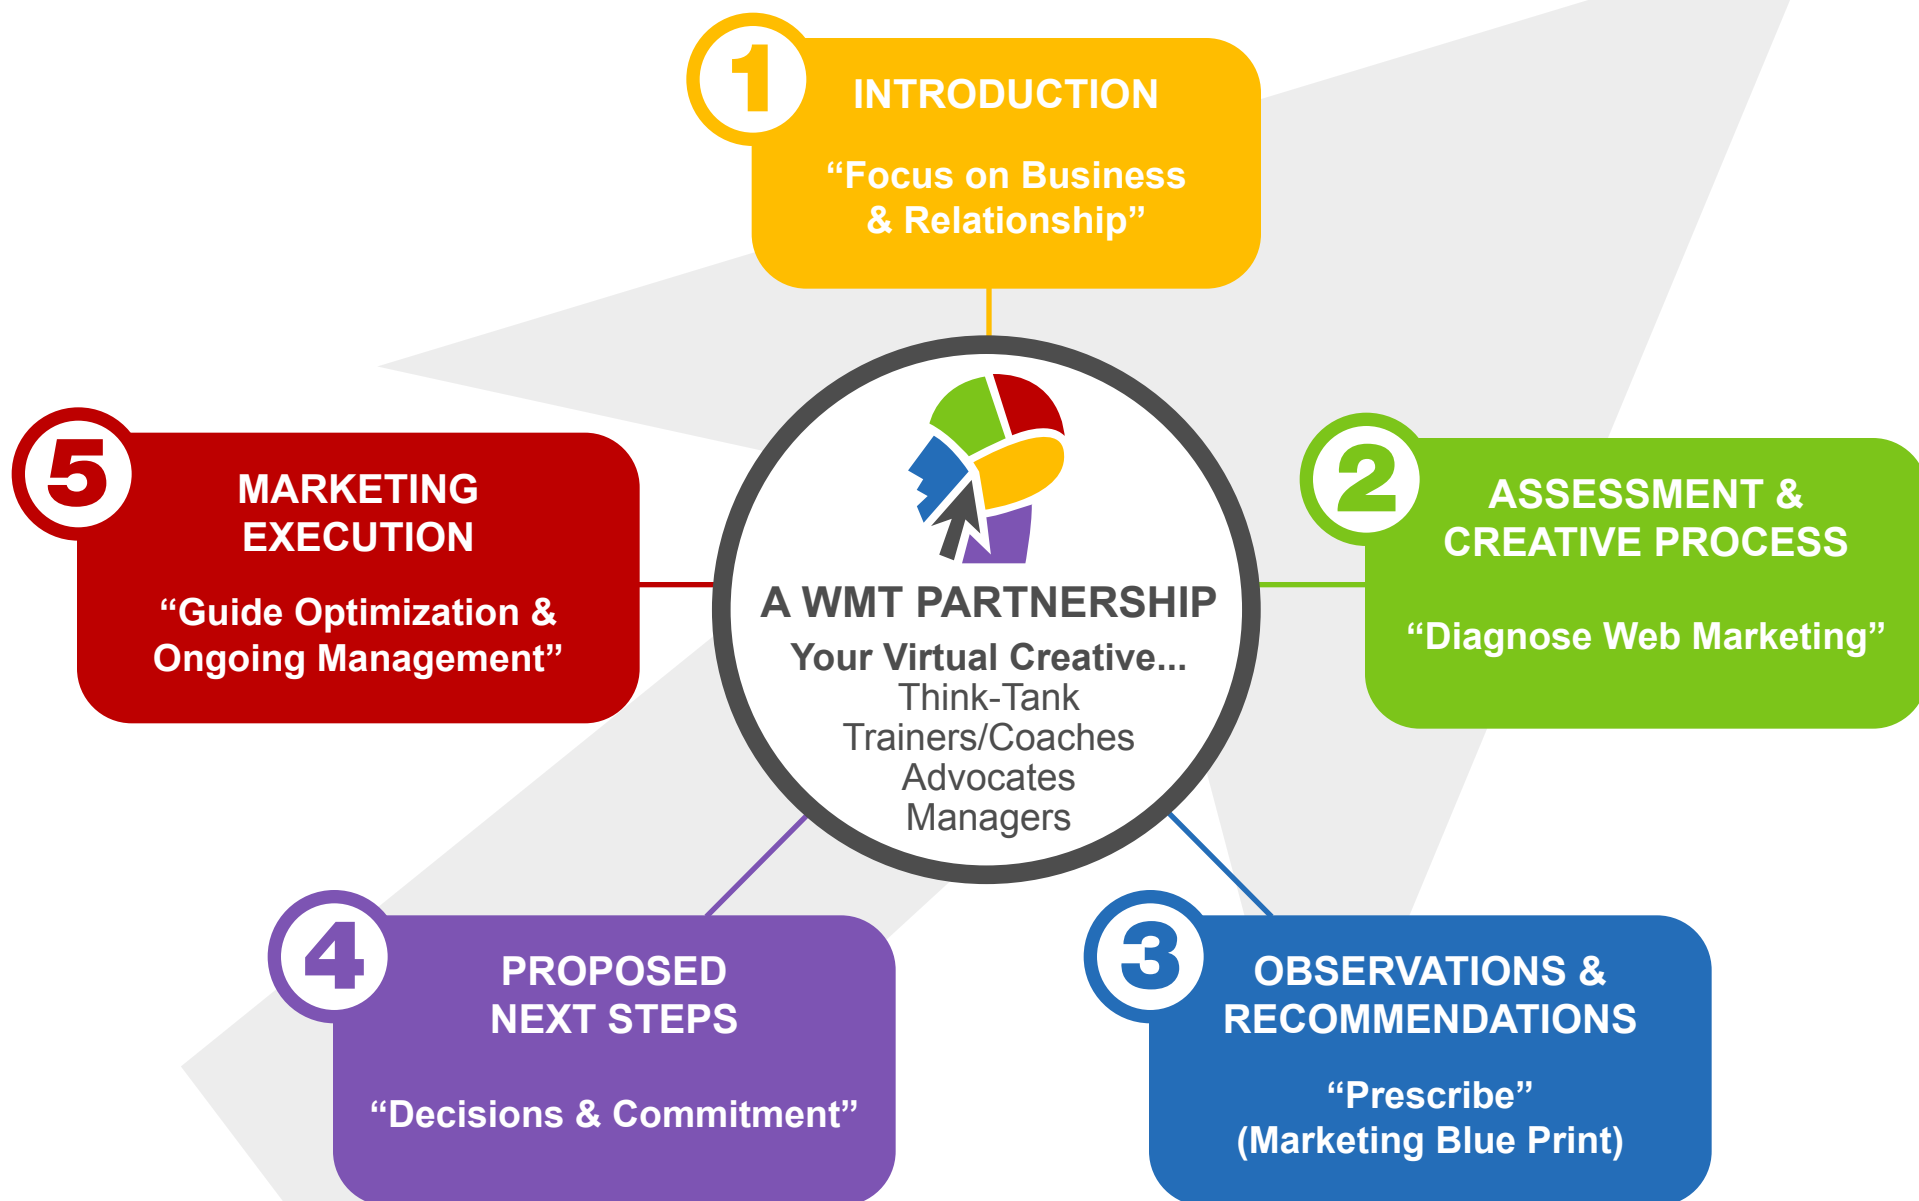 1
INTRODUCTION
“Focus on Business
& Relationship”
2
ASSESSMENT &
CREATIVE PROCESS
“Diagnose Web Marketing”
3
OBSERVATIONS &
RECOMMENDATIONS
“Prescribe”
(Marketing Blue Print)
4
PROPOSED
NEXT STEPS
“Decisions & Commitment”
5
MARKETING
EXECUTION
“Guide Optimization &
Ongoing Management”
A WMT PARTNERSHIP
Your Virtual Creative...
Think-Tank
Trainers/Coaches
Advocates
Managers